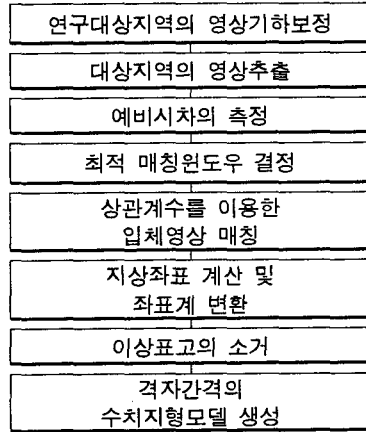 연구대상지역의 영상기하보정
대상지역의 영상추출
예비시차의 측정
최적 매칭윈도우 결정
상관계수를 이용한
입체영상 매칭
지상좌표 계산 및
좌표계 변환
이상표고의 소거
격자간격의
수치지형모델 생성